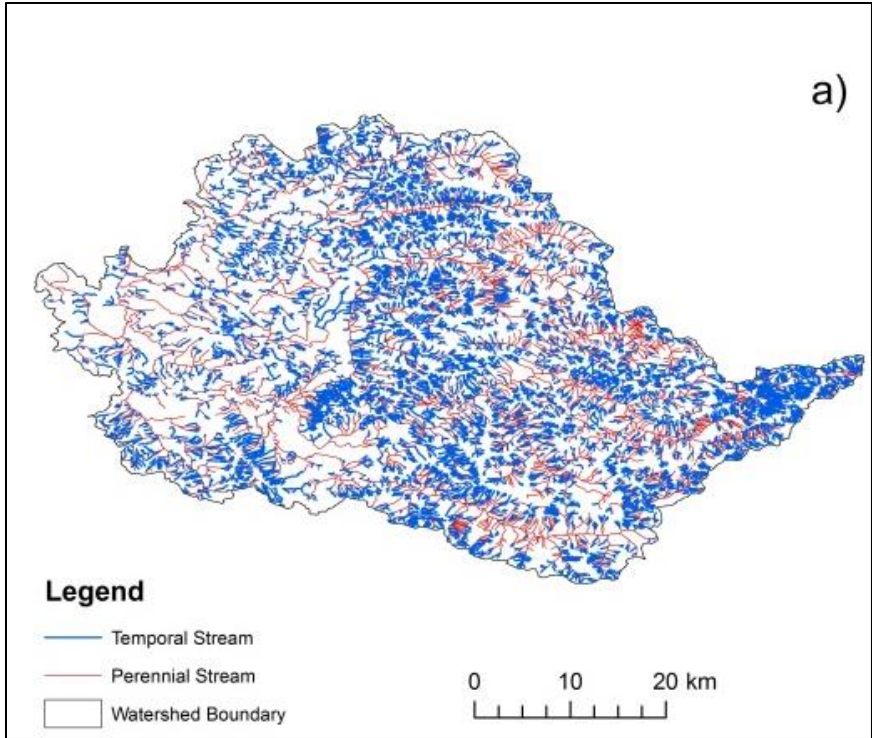 a)
Legend
Temporal Stream
Perennial Stream
Watershed Boundary
0 10 20 km